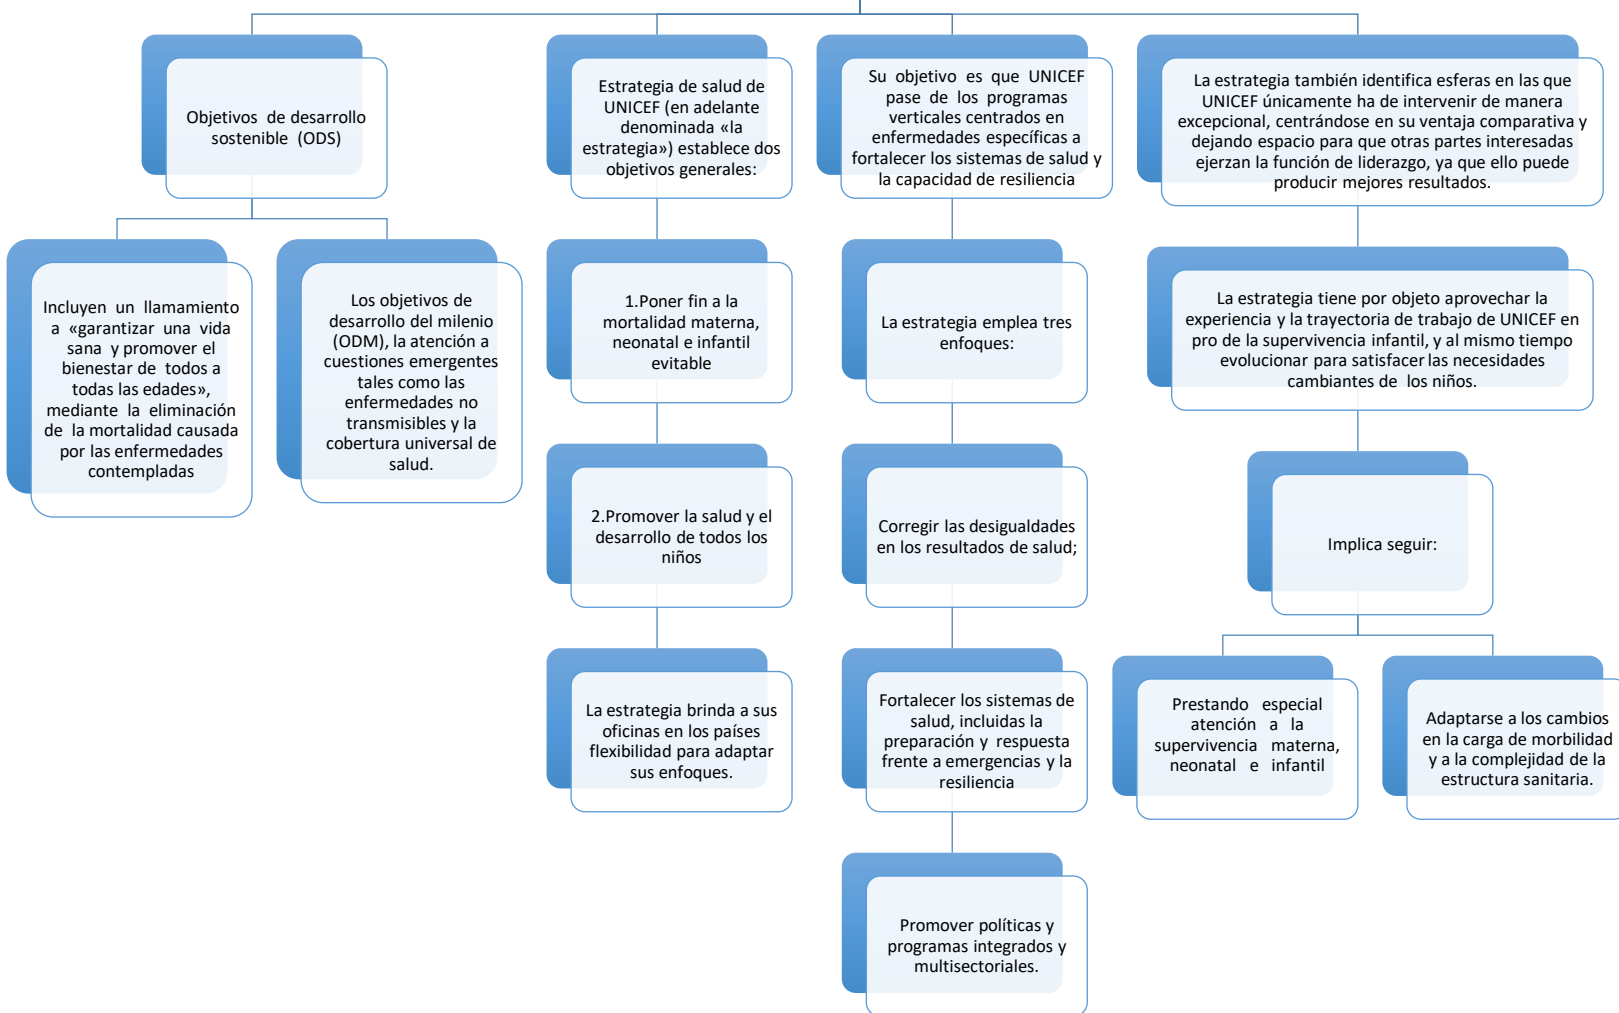 Objetivos de desarrollo
sostenible (ODS)
Incluyen un llamamiento
a «garantizar una vida
sana y promover el
bienestar de todos a
todas las edades»,
mediante la eliminación
de la mortalidad causada
por las enfermedades
contempladas
Los objetivos de
desarrollo del milenio
(ODM), la atención a
cuestiones emergentes
tales como las
enfermedades no
transmisibles y la
cobertura universal de
salud.
Estrategia de salud de
UNICEF (en adelante
denominada «la
estrategia») establece dos
objetivos generales:
1.Poner fin a la
mortalidad materna,
neonatal e infantil
evitable
2.Promover la salud y el
desarrollo de todos los
niños
La estrategia brinda a sus
oficinas en los países
flexibilidad para adaptar
sus enfoques.
Su objetivo es que UNICEF
pase de los programas
verticales centrados en
enfermedades específicas a
fortalecer los sistemas de salud y
la capacidad de resiliencia
La estrategia emplea tres
enfoques:
Corregir las desigualdades
en los resultados de salud;
Fortalecer los sistemas de
salud, incluidas la
preparación y respuesta
frente a emergencias y la
resiliencia
Promover políticas y
programas integrados y
multisectoriales.
La estrategia también identifica esferas en las que
UNICEF únicamente ha de intervenir de manera
excepcional, centrándose en su ventaja comparativa y
dejando espacio para que otras partes interesadas
ejerzan la función de liderazgo, ya que ello puede
producir mejores resultados.
La estrategia tiene por objeto aprovechar la
experiencia y la trayectoria de trabajo de UNICEF en
pro de la supervivencia infantil, y al mismo tiempo
evolucionar para satisfacer las necesidades
cambiantes de los niños.
Implica seguir:
Prestando especial
atención a la
supervivencia materna,
neonatal e infantil
Adaptarse a los cambios
en la carga de morbilidad
y a la complejidad de la
estructura sanitaria.